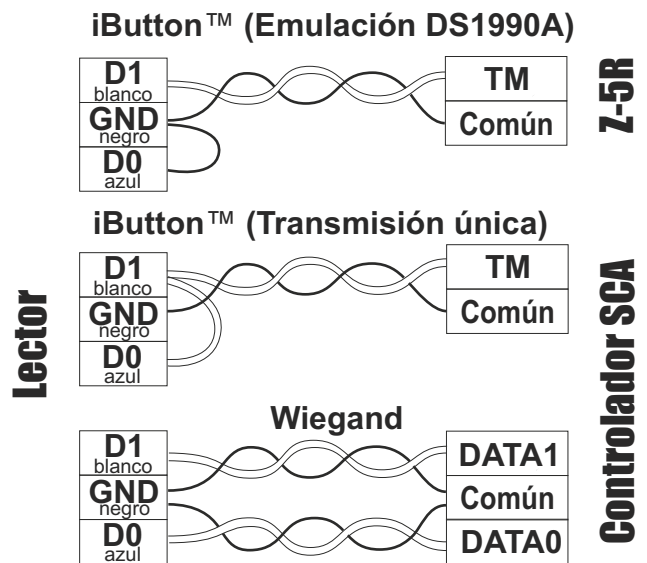 iButton™ (Emulación DS1990A)
D1
blanco
GND
negro
D0
azul
TM
Común
Z-5R
iButton™ (Transmisión única)
D1
blanco
GND
negro
D0
azul
TM
Común
Lector
Controlador SCA
Wiegand
D1
blanco
GND
negro
D0
azul
DATA1
Común
DATA0